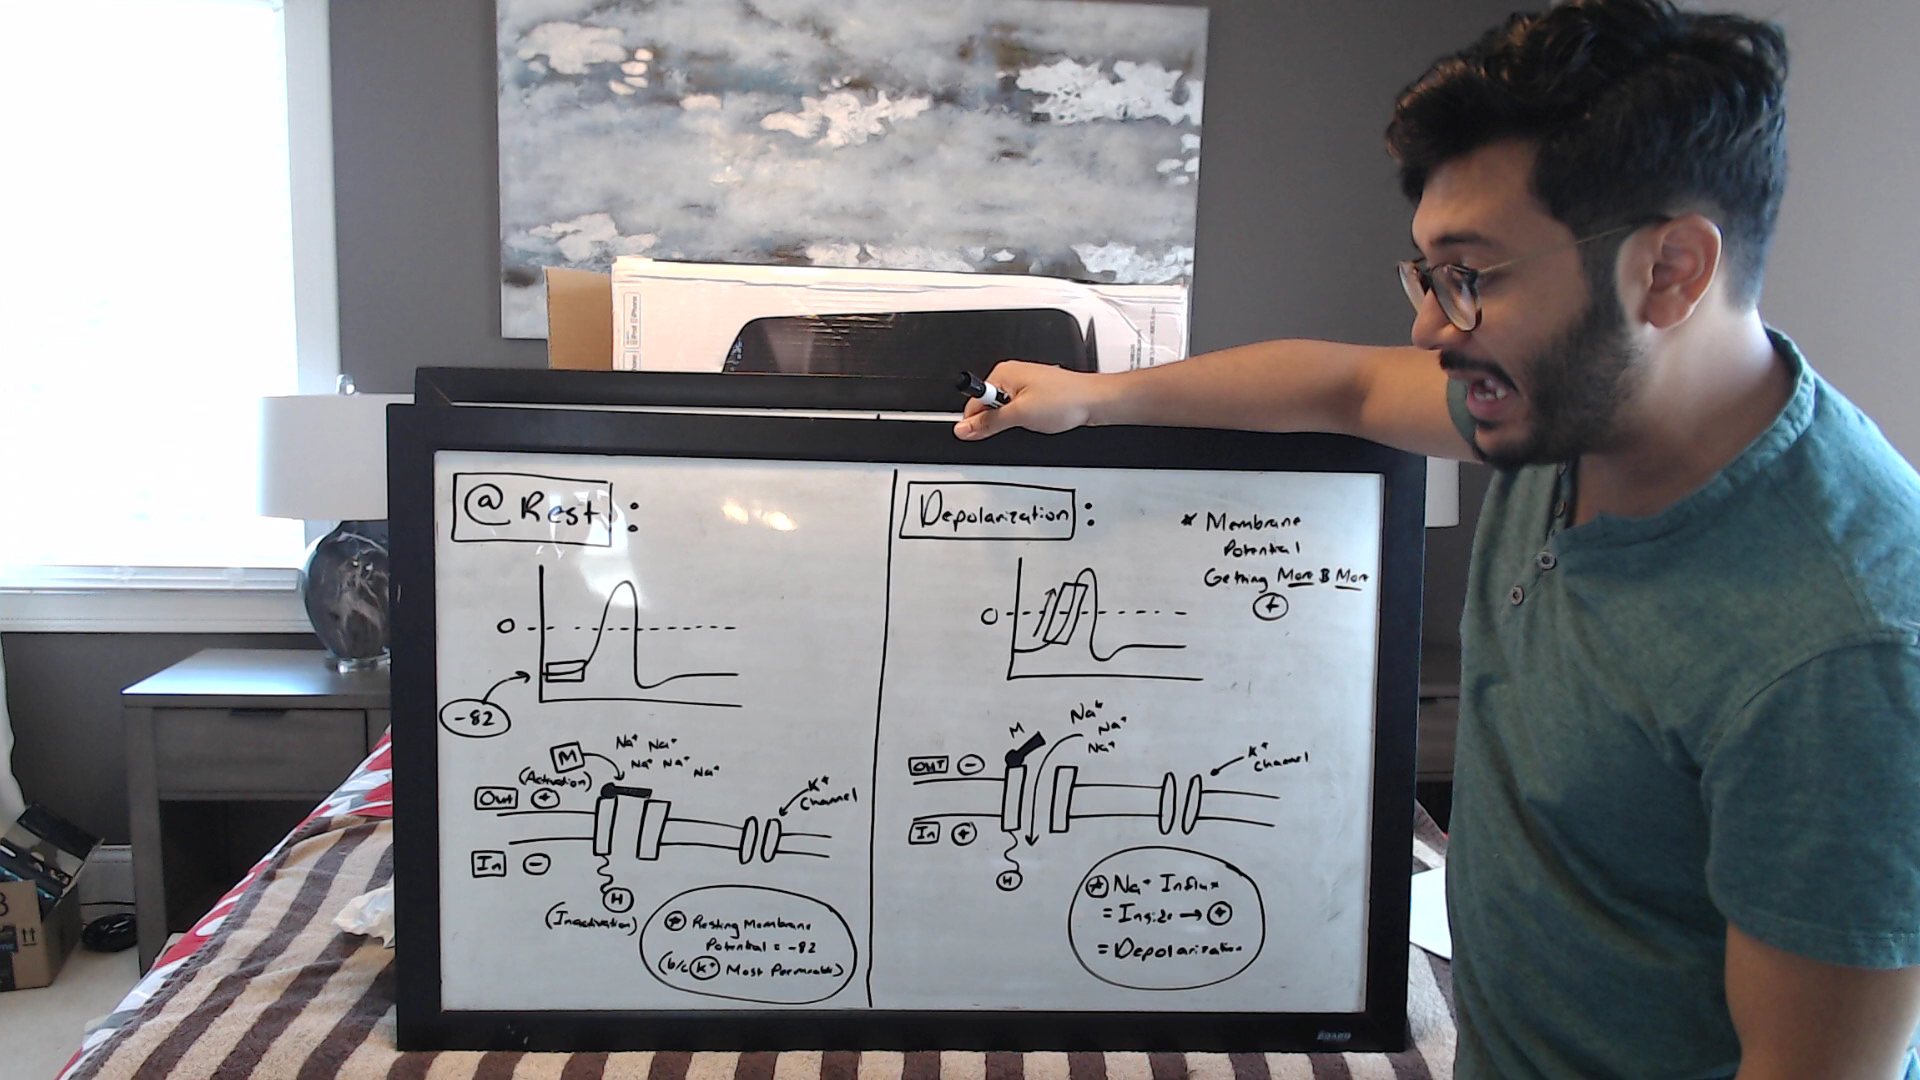 @ Rest :
0
-82
M
(Activation)
Na+ Na+
Na+ Na+ Na+
Out +
In -
K+
Channel
H
(Inactivation)
* Resting Membrane
Potential = -82
(b/c K+ Most Permeable)
Depolarization :
* Membrane
Potential
Getting More & More
+
0
M
Na+
Na+
Na+
Out -
In +
K+
Channel
H
* Na+ Influx
= Inside → +
= Depolarization